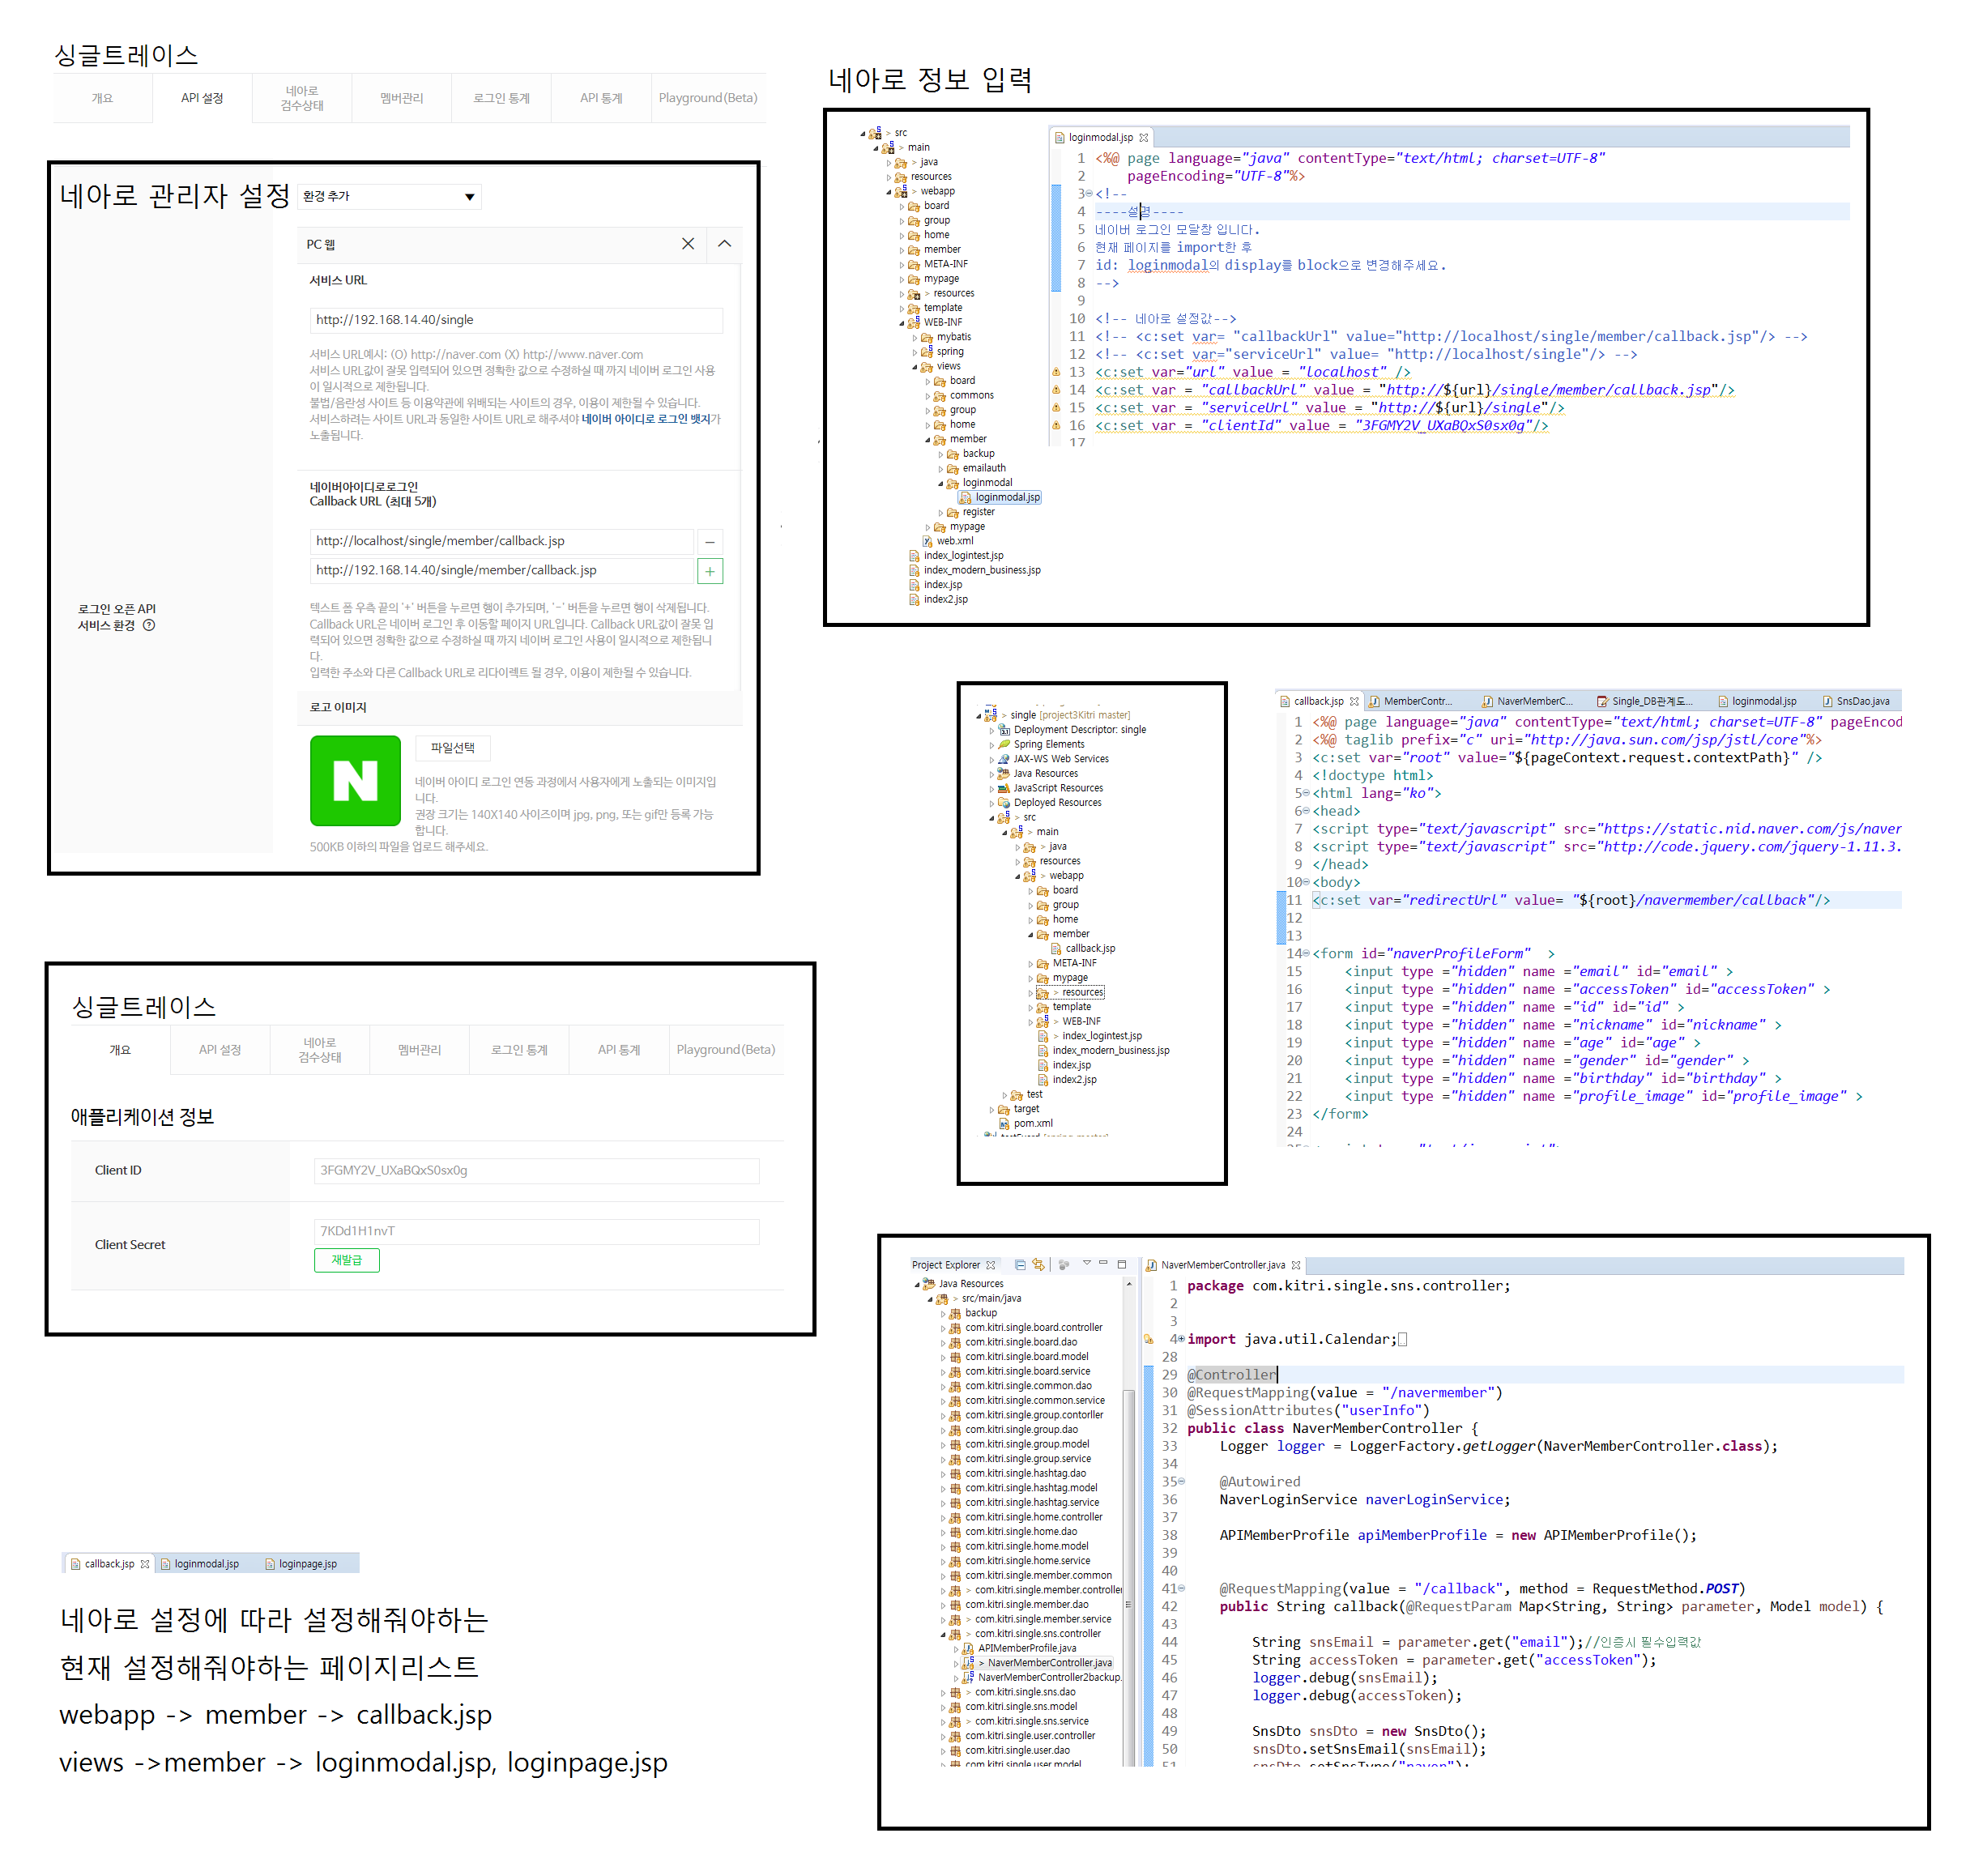 싱글트레이스
개요
API 설정
네아로
검수상태
멤버관리
로그인 통계
API 통계
Playground(Beta)
네아로 관리자 설정
환경 추가
PC 웹
서비스 URL
http://192.168.14.40/single
서비스 URL예시: (O) http://naver.com (X) http://www.naver.com
서비스 URL값이 잘못 입력되어 있으면 정확한 값으로 수정하실 때 까지 네이버 로그인 사용
이 일시적으로 제한됩니다.
불법/음란성 사이트 등 이용약관에 위배되는 사이트의 경우, 이용이 제한될 수 있습니다.
서비스하려는 사이트 URL과 동일한 사이트 URL로 해주셔야 네이버 아이디로 로그인 뱃지가
노출됩니다.
네이버아이디로로그인
Callback URL (최대 5개)
http://localhost/single/member/callback.jsp
http://192.168.14.40/single/member/callback.jsp
로그인 오픈 API
서비스 환경
텍스트 폼 우측 끝의 '+' 버튼을 누르면 행이 추가되며, '-' 버튼을 누르면 행이 삭제됩니다.
Callback URL은 네이버 로그인 후 이동할 페이지 URL입니다. Callback URL값이 잘못 입
력되어 있으면 정확한 값으로 수정하실 때 까지 네이버 로그인 사용이 일시적으로 제한됩니
다.
입력한 주소와 다른 Callback URL로 리다이렉트 될 경우, 이용이 제한될 수 있습니다.
로고 이미지
N
파일선택
네이버 아이디 로그인 연동 과정에서 사용자에게 노출되는 이미지입
니다.
권장 크기는 140X140 사이즈이며 jpg, png, 또는 gif만 등록 가능
합니다.
500KB 이하의 파일을 업로드 해주세요.
싱글트레이스
개요
API 설정
네아로
검수상태
멤버관리
로그인 통계
API 통계
Playground(Beta)
애플리케이션 정보
Client ID
3FGMY2V_UXaBQxS0sx0g
Client Secret
7KDd1H1nvT
재발급
callback.jsp
loginmodal.jsp
loginpage.jsp
네아로 설정에 따라 설정해줘야하는
현재 설정해줘야하는 페이지리스트
webapp -> member -> callback.jsp
views ->member -> loginmodal.jsp, loginpage.jsp
네아로 정보 입력
> src
> main
> java
resources
> webapp
board
group
home
member
META-INF
mypage
> resources
template
WEB-INF
mybatis
spring
views
board
commons
group
home
member
backup
emailauth
loginmodal
loginmodal.jsp
register
mypage
web.xml
index_logintest.jsp
index_modern_business.jsp
index.jsp
index2.jsp
loginmodal.jsp
1 <%@ page language="java" contentType="text/html; charset=UTF-8"
2 pageEncoding="UTF-8"%>
3 <!--
4 ----설명----
5 네이버 로그인 모달창 입니다.
6 현재 페이지를 import한 후
7 id: loginmodal의 display를 block으로 변경해주세요.
8 -->
9
10 <!-- 네아로 설정값-->
11 <!-- <c:set var= "callbackUrl" value="http://localhost/single/member/callback.jsp"/> -->
12 <!-- <c:set var="serviceUrl" value= "http://localhost/single"/> -->
13 <c:set var="url" value = "localhost" />
14 <c:set var = "callbackUrl" value = "http://${url}/single/member/callback.jsp"/>
15 <c:set var = "serviceUrl" value = "http://${url}/single"/>
16 <c:set var = "clientId" value = "3FGMY2V_UXaBQxS0sx0g"/>
17
> single [project3Kitri master]
Deployment Descriptor: single
Spring Elements
JAX-WS Web Services
Java Resources
JavaScript Resources
Deployed Resources
> src
> main
> java
resources
> webapp
board
group
home
member
callback.jsp
META-INF
mypage
> resources
template
> WEB-INF
> index_logintest.jsp
index_modern_business.jsp
index.jsp
index2.jsp
test
target
pom.xml
callback.jsp
MemberContr...
NaverMemberC...
Single_DB관계도...
loginmodal.jsp
SnsDao.java
1 <%@ page language="java" contentType="text/html; charset=UTF-8" pageEncod
2 <%@ taglib prefix="c" uri="http://java.sun.com/jsp/jstl/core"%>
3 <c:set var="root" value="${pageContext.request.contextPath}" />
4 <!doctype html>
5 <html lang="ko">
6 <head>
7 <script type="text/javascript" src="https://static.nid.naver.com/js/naver
8 <script type="text/javascript" src="http://code.jquery.com/jquery-1.11.3.
9 </head>
10 <body>
11 <c:set var="redirectUrl" value= "${root}/navermember/callback"/>
12
13
14 <form id="naverProfileForm" >
15 <input type ="hidden" name ="email" id="email" >
16 <input type ="hidden" name ="accessToken" id="accessToken" >
17 <input type ="hidden" name ="id" id="id" >
18 <input type ="hidden" name ="nickname" id="nickname" >
19 <input type ="hidden" name ="age" id="age" >
20 <input type ="hidden" name ="gender" id="gender" >
21 <input type ="hidden" name ="birthday" id="birthday" >
22 <input type ="hidden" name ="profile_image" id="profile_image" >
23 </form>
24
Project Explorer
Java Resources
> src/main/java
backup
com.kitri.single.board.controller
com.kitri.single.board.dao
com.kitri.single.board.model
com.kitri.single.board.service
com.kitri.single.common.dao
com.kitri.single.common.service
com.kitri.single.group.contorller
com.kitri.single.group.dao
com.kitri.single.group.model
com.kitri.single.group.service
com.kitri.single.hashtag.dao
com.kitri.single.hashtag.model
com.kitri.single.hashtag.service
com.kitri.single.home.controller
com.kitri.single.home.dao
com.kitri.single.home.model
com.kitri.single.home.service
com.kitri.single.member.common
> com.kitri.single.member.controller
com.kitri.single.member.dao
> com.kitri.single.member.service
> com.kitri.single.sns.controller
APIMemberProfile.java
> NaverMemberController.java
NaverMemberController2backup.
> com.kitri.single.sns.dao
com.kitri.single.sns.model
> com.kitri.single.sns.service
com.kitri.single.user.controller
com.kitri.single.user.dao
com.kitri.single.user.model
NaverMemberController.java
1 package com.kitri.single.sns.controller;
2
3
4 import java.util.Calendar;
28
29 @Controller
30 @RequestMapping(value = "/navermember")
31 @SessionAttributes("userInfo")
32 public class NaverMemberController {
33 Logger logger = LoggerFactory.getLogger(NaverMemberController.class);
34
35 @Autowired
36 NaverLoginService naverLoginService;
37
38 APIMemberProfile apiMemberProfile = new APIMemberProfile();
39
40
41 @RequestMapping(value = "/callback", method = RequestMethod.POST)
42 public String callback(@RequestParam Map<String, String> parameter, Model model) {
43
44 String snsEmail = parameter.get("email");//인증시 필수입력값
45 String accessToken = parameter.get("accessToken");
46 logger.debug(snsEmail);
47 logger.debug(accessToken);
48
49 SnsDto snsDto = new SnsDto();
50 snsDto.setSnsEmail(snsEmail);
51 snsDto.setSnsType("naver");